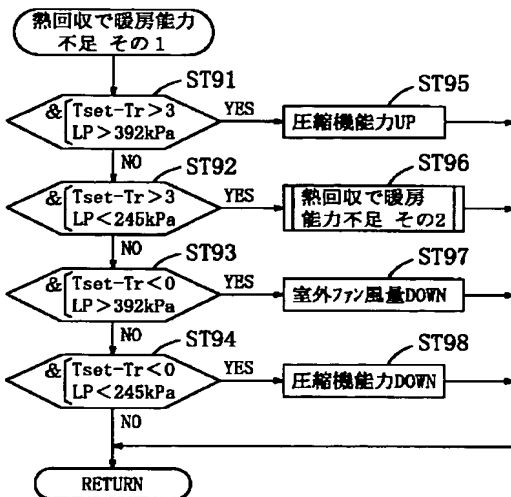 熱回収で暖房能力
不足 その1
ST91
&[Tset-Tr>3
LP>392kPa
YES
ST95
圧縮機能力UP
NO
ST92
&[Tset-Tr>3
LP<245kPa
YES
ST96
熱回収で暖房
能力不足 その2
NO
ST93
&[Tset-Tr<0
LP>392kPa
YES
ST97
室外ファン風量DOWN
NO
ST94
&[Tset-Tr<0
LP<245kPa
YES
ST98
圧縮機能力DOWN
NO
RETURN